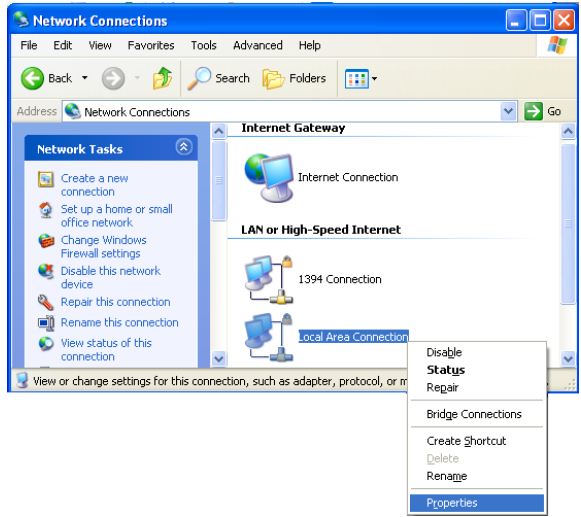 Network Connections
File Edit View Favorites Tools Advanced Help
Back Search Folders
Address Network Connections Go
Network Tasks
Create a new
connection
Set up a home or small
office network
Change Windows
Firewall settings
Disable this network
device
Repair this connection
Rename this connection
View status of this
connection
Internet Gateway
Internet Connection
LAN or High-Speed Internet
1394 Connection
Local Area Connection
View or change settings for this connection, such as adapter, protocol, or m
Disable
Status
Repair
Bridge Connections
Create Shortcut
Delete
Rename
Properties